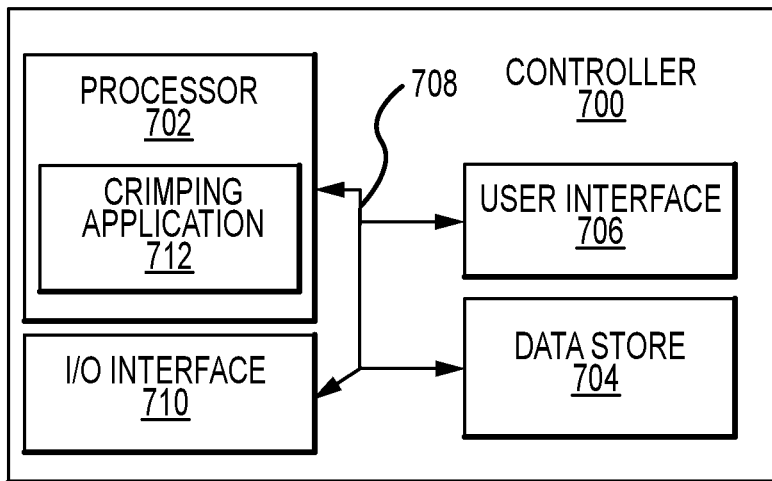 PROCESSOR
702
CRIMPING
APPLICATION
712
I/O INTERFACE
710
708
CONTROLLER
700
USER INTERFACE
706
DATA STORE
704